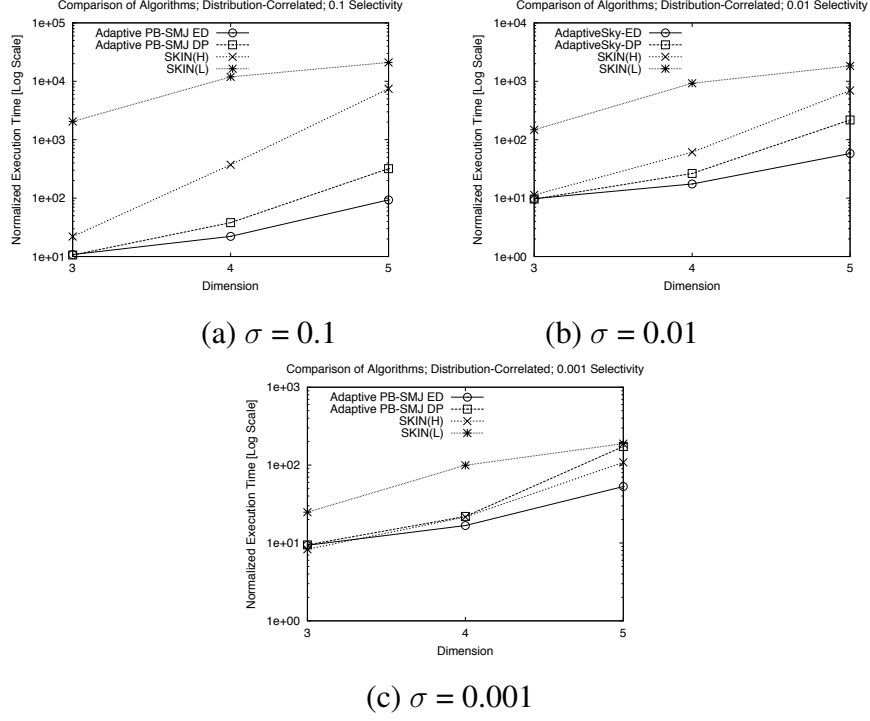 Comparison of Algorithms; Distribution-Correlated; 0.1 Selectivity
Normalized Execution Time [Log Scale]
1e+05
1e+04
1e+03
1e+02
1e+01
Adaptive PB-SMJ ED
Adaptive PB-SMJ DP
SKIN(H)
SKIN(L)
3 4 5
Dimension
(a) σ = 0.1
Comparison of Algorithms; Distribution-Correlated; 0.01 Selectivity
Normalized Execution Time [Log Scale]
1e+04
1e+03
1e+02
1e+01
1e+00
AdaptiveSky-ED
AdaptiveSky-DP
SKIN(H)
SKIN(L)
3 4 5
Dimension
(b) σ = 0.01
Comparison of Algorithms; Distribution-Correlated; 0.001 Selectivity
Normalized Execution Time [Log Scale]
1e+03
1e+02
1e+01
1e+00
Adaptive PB-SMJ ED
Adaptive PB-SMJ DP
SKIN(H)
SKIN(L)
3 4 5
Dimension
(c) σ = 0.001